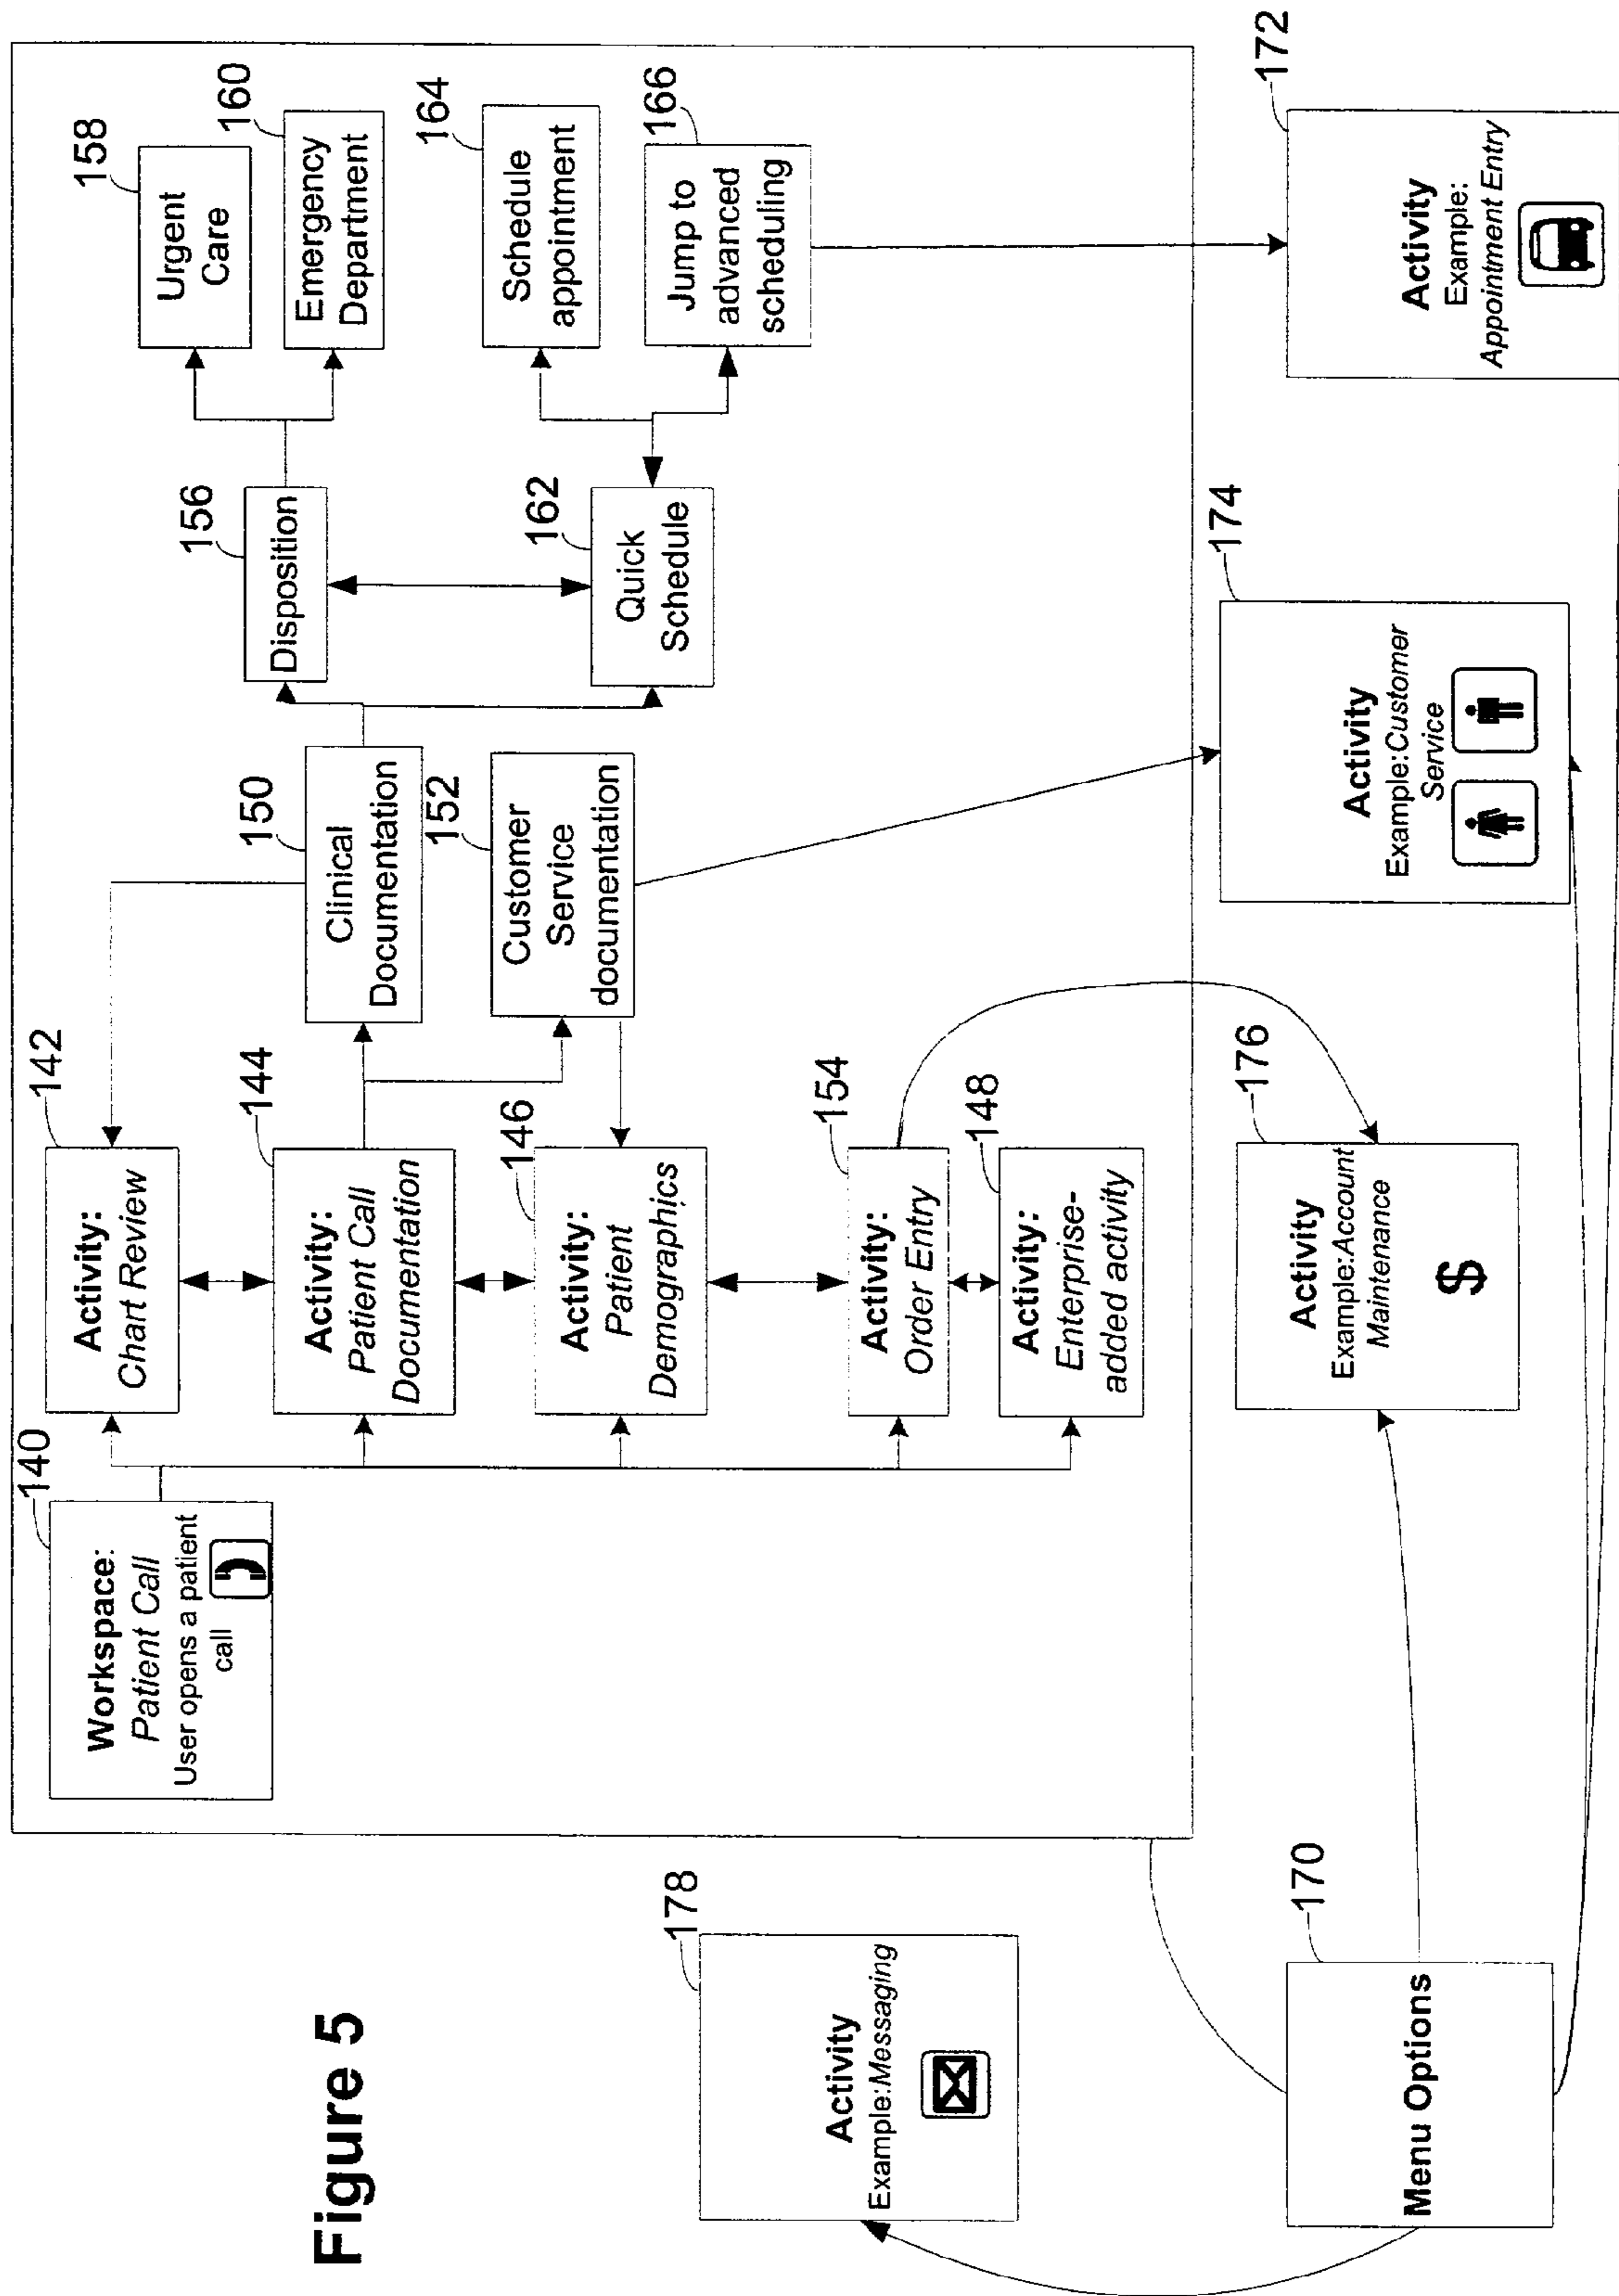 Figure 5
140
Workspace:
Patient Call
User opens a patient
call
142
Activity:
Chart Review
144
Activity:
Patient Call
Documentation
146
Activity:
Patient
Demographics
154
Activity:
Order Entry
148
Activity:
Enterprise-
added activity
150
Clinical
Documentation
152
Customer
Service
documentation
156
Disposition
162
Quick
Schedule
158
Urgent
Care
160
Emergency
Department
164
Schedule
appointment
166
Jump to
advanced
scheduling
178
Activity
Example:Messaging
170
Menu Options
176
Activity
Example:Account
Maintenance
$
174
Activity
Example:Customer
Service
172
Activity
Example:
Appointment Entry